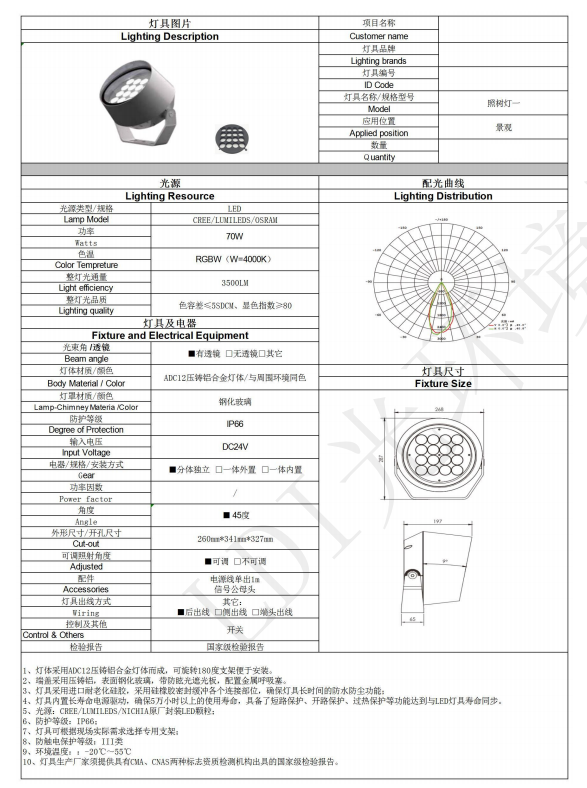 灯具图片
Lighting Description
项目名称
Customer name
灯具品牌
Lighting brands
灯具编号
ID Code
灯具名称/规格型号
Model
照树灯一
应用位置
Applied position
景观
数量
Quantity
光源
Lighting Resource
配光曲线
Lighting Distribution
光源类型/规格
Lamp Model
LED
CREE/LUMILEDS/OSRAM
功率
Watts
70W
色温
Color Tempreture
RGBW（W=4000K）
整灯光通量
Light efficiency
3500LM
整灯光品质
Lighting quality
色容差≤5SDCM、显色指数≥80
灯具及电器
Fixture and Electrical Equipment
光束角/透镜
Beam angle
■有透镜 □无透镜□其它
灯体材质/颜色
Body Material / Color
ADC12压铸铝合金灯体/与周围环境同色
灯具尺寸
Fixture Size
灯罩材质/颜色
Lamp-Chimney Materia /Color
钢化玻璃
防护等级
Degree of Protection
IP66
输入电压
Input Voltage
DC24V
电器/规格/安装方式
Gear
■分体独立 □一体外置 □一体内置
功率因数
Power factor
/
角度
Angle
■ 45度
外形尺寸/开孔尺寸
Cut-out
260mm*341mm*327mm
可调照射角度
Adjusted
■可调 □不可调
配件
Accessories
电源线单出1m
信号公母头
灯具出线方式
Wiring
其它：
■后出线 □侧出线 □端头出线
控制及其他
Control & Others
开关
检验报告
国家级检验报告
268
287
197
65
1、灯体采用ADC12压铸铝合金灯体而成，可旋转180度支架便于安装。
2、端盖采用压铸铝，表面钢化玻璃，带防眩光遮光板，配置金属呼吸塞。
3、灯具采用进口耐老化硅胶，采用硅橡胶密封缓冲各个连接部位，确保灯具长时间的防水防尘功能；
4、灯具内置长寿命电源驱动，确保5万小时以上的使用寿命，具备了短路保护、开路保护、过热保护等功能达到与LED灯具寿命同步。
5、光源：CREE/LUMILEDS/NICHIA原厂封装LED颗粒；
6、防护等级：IP66；
7、灯具可根据现场实际需求选择专用支架；
8、防触电保护等级：III类
9、环境温度：：-20℃～55℃
10、灯具生产厂家须提供具有CMA、CNAS两种标志资质检测机构出具的国家级检验报告。
LDI光环境